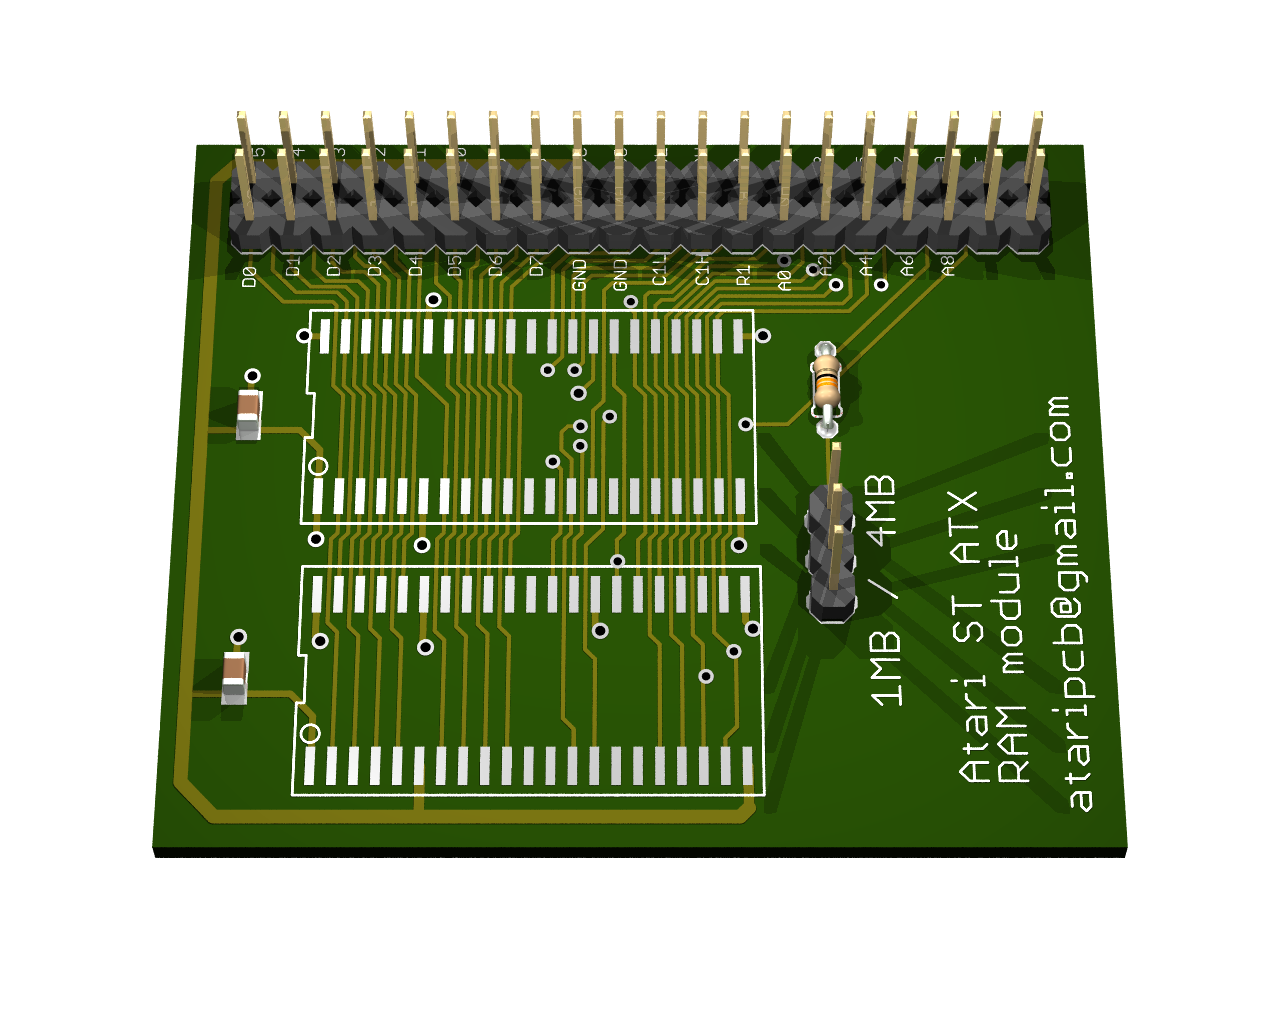 D0 D1 D2 D3 D4 D5 D6 D7 GND GND C1L C1H R1 A0 A2 A4 A6 A8
1MB / 4MB
Atari ST ATX
RAM module
ataripcb@gmail.com